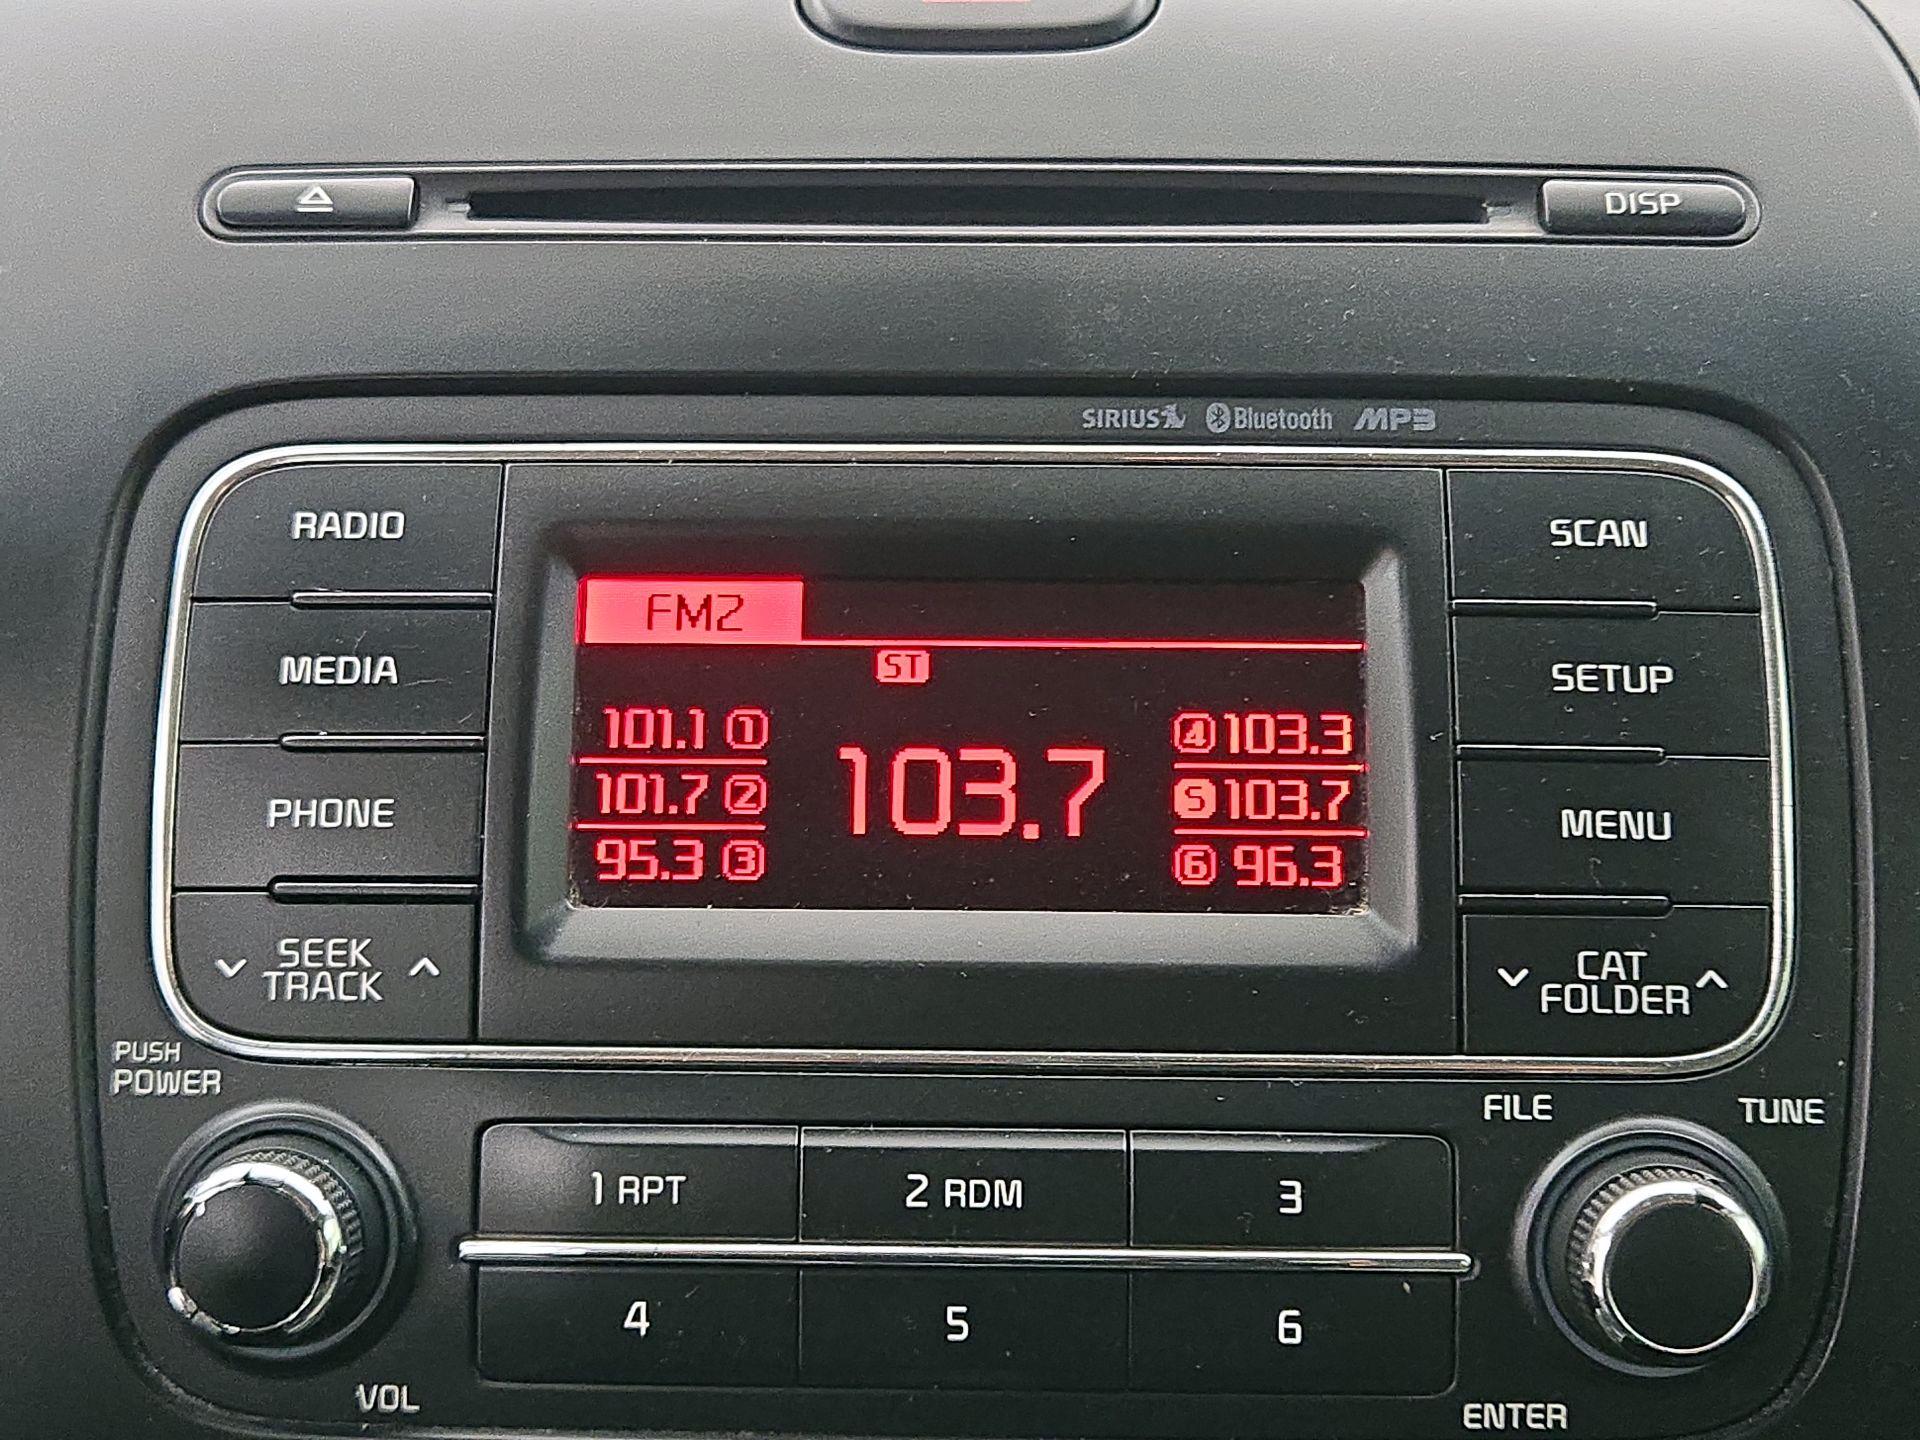 DISP
SIRIUS Bluetooth MP3
RADIO
MEDIA
PHONE
SEEK
TRACK
FM2
ST
101.1 1
101.7 2
95.3 3
103.7
4 103.3
5 103.7
6 96.3
SCAN
SETUP
MENU
CAT
FOLDER
PUSH
POWER
VOL
1 RPT
2 RDM
3
4
5
6
FILE
TUNE
ENTER